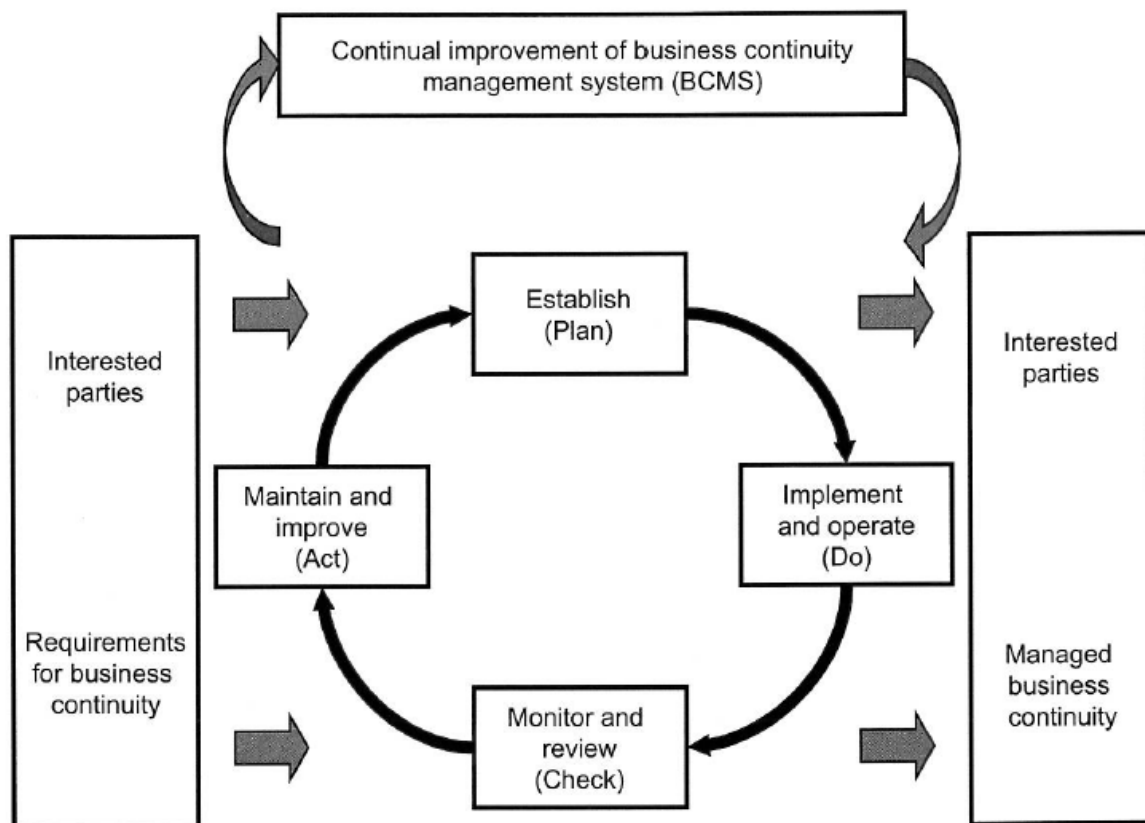 Continual improvement of business continuity
management system (BCMS)
Establish
(Plan)
Interested
parties
Interested
parties
Maintain and
improve
(Act)
Implement
and operate
(Do)
Requirements
for business
continuity
Managed
business
continuity
Monitor and
review
(Check)